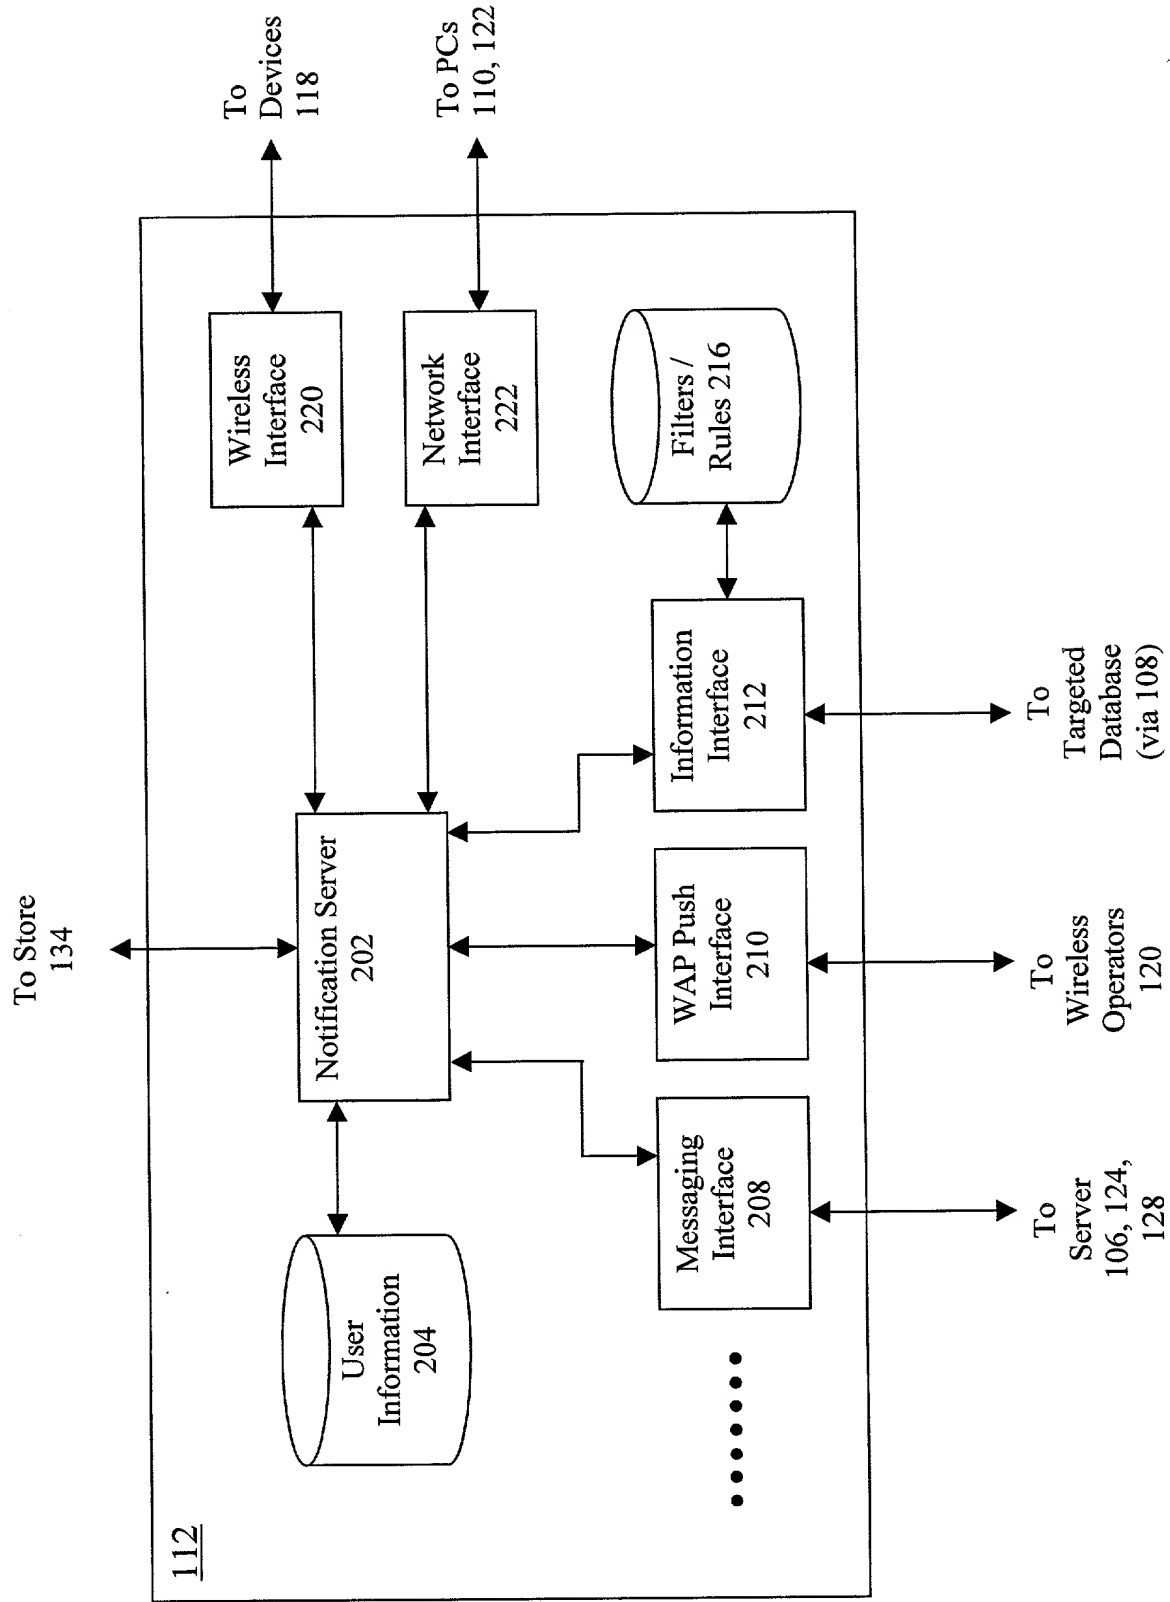 112
To Store
134
User
Information
204
Notification Server
202
Wireless
Interface
220
To
Devices
118
Network
Interface
222
To PCs
110, 122
Messaging
Interface
208
WAP Push
Interface
210
Information
Interface
212
Filters /
Rules 216
To
Server
106, 124,
128
To
Wireless
Operators
120
To
Targeted
Database
(via 108)